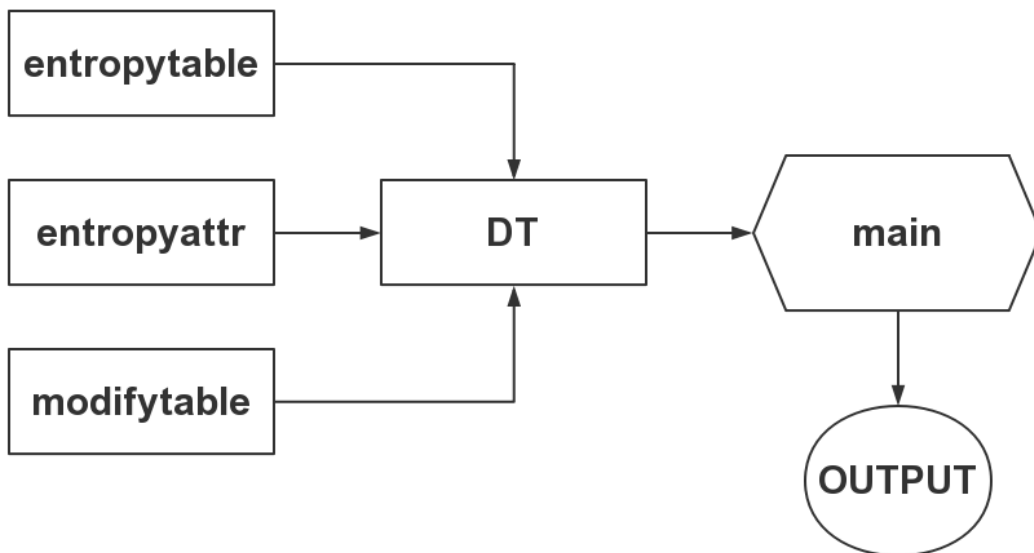 entropytable
entropyattr
DT
main
modifytable
OUTPUT